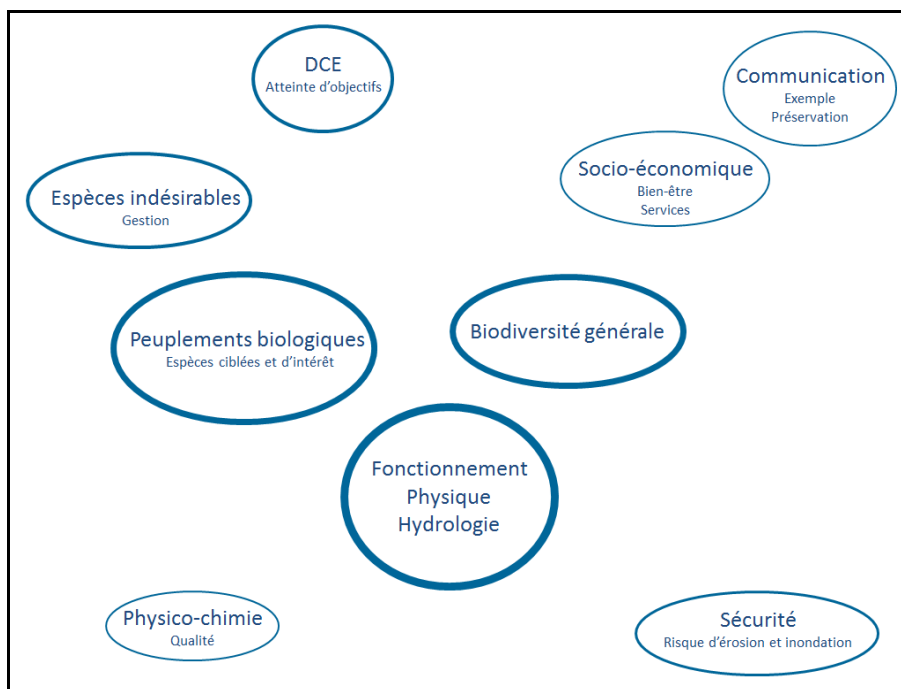 DCE
Atteinte d'objectifs
Communication
Exemple
Préservation
Socio-économique
Bien-être
Services
Espèces indésirables
Gestion
Peuplements biologiques
Espèces ciblées et d'intérêt
Biodiversité générale
Fonctionnement
Physique
Hydrologie
Physico-chimie
Qualité
Sécurité
Risque d'érosion et inondation